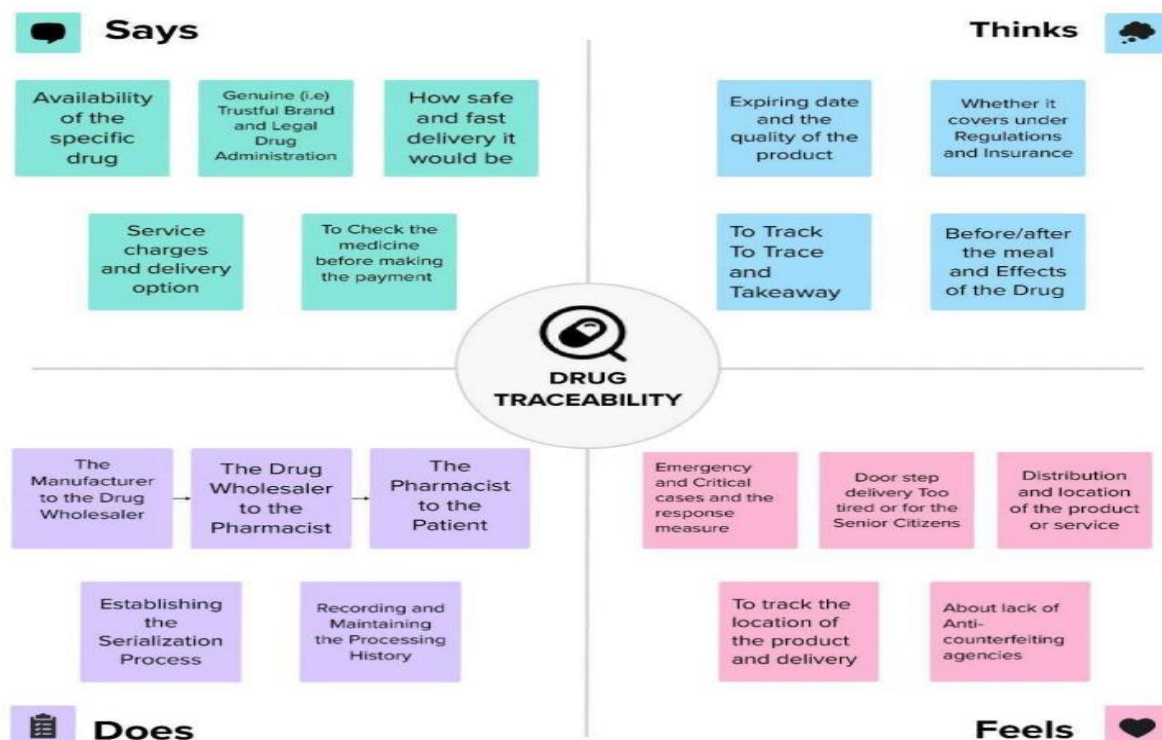 Says
Availability
of the
specific
drug
Genuine (i.e)
Trustful Brand
and Legal
Drug
Administration
How safe
and fast
delivery it
would be
Service
charges
and delivery
option
To Check the
medicine
before making
the payment
Thinks
Expiring date
and the
quality of the
product
Whether it
covers under
Regulations
and Insurance
To Track
To Trace
and
Takeaway
Before/after
the meal
and Effects
of the Drug
DRUG
TRACEABILITY
The
Manufacturer
to the Drug
Wholesaler
The Drug
Wholesaler
to the
Pharmacist
The
Pharmacist
to the
Patient
Establishing
the
Serialization
Process
Recording and
Maintaining
the Processing
History
Does
Emergency
and Critical
cases and the
response
measure
Door step
delivery Too
tired or for the
Senior Citizens
Distribution
and location
of the product
or service
To track the
location of
the product
and delivery
About lack of
Anti-
counterfeiting
agencies
Feels